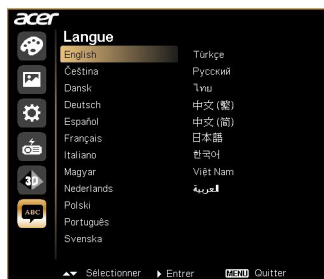 acer
Langue
English
Čeština
Dansk
Deutsch
Español
Français
Italiano
Magyar
Nederlands
Polski
Português
Svenska
Türkçe
Русский
ไทย
中文 (繁)
中文 (简)
日本語
한국어
Việt Nam
العربية
3D
ABC
Sélectionner
Entrer
MENU Quitter